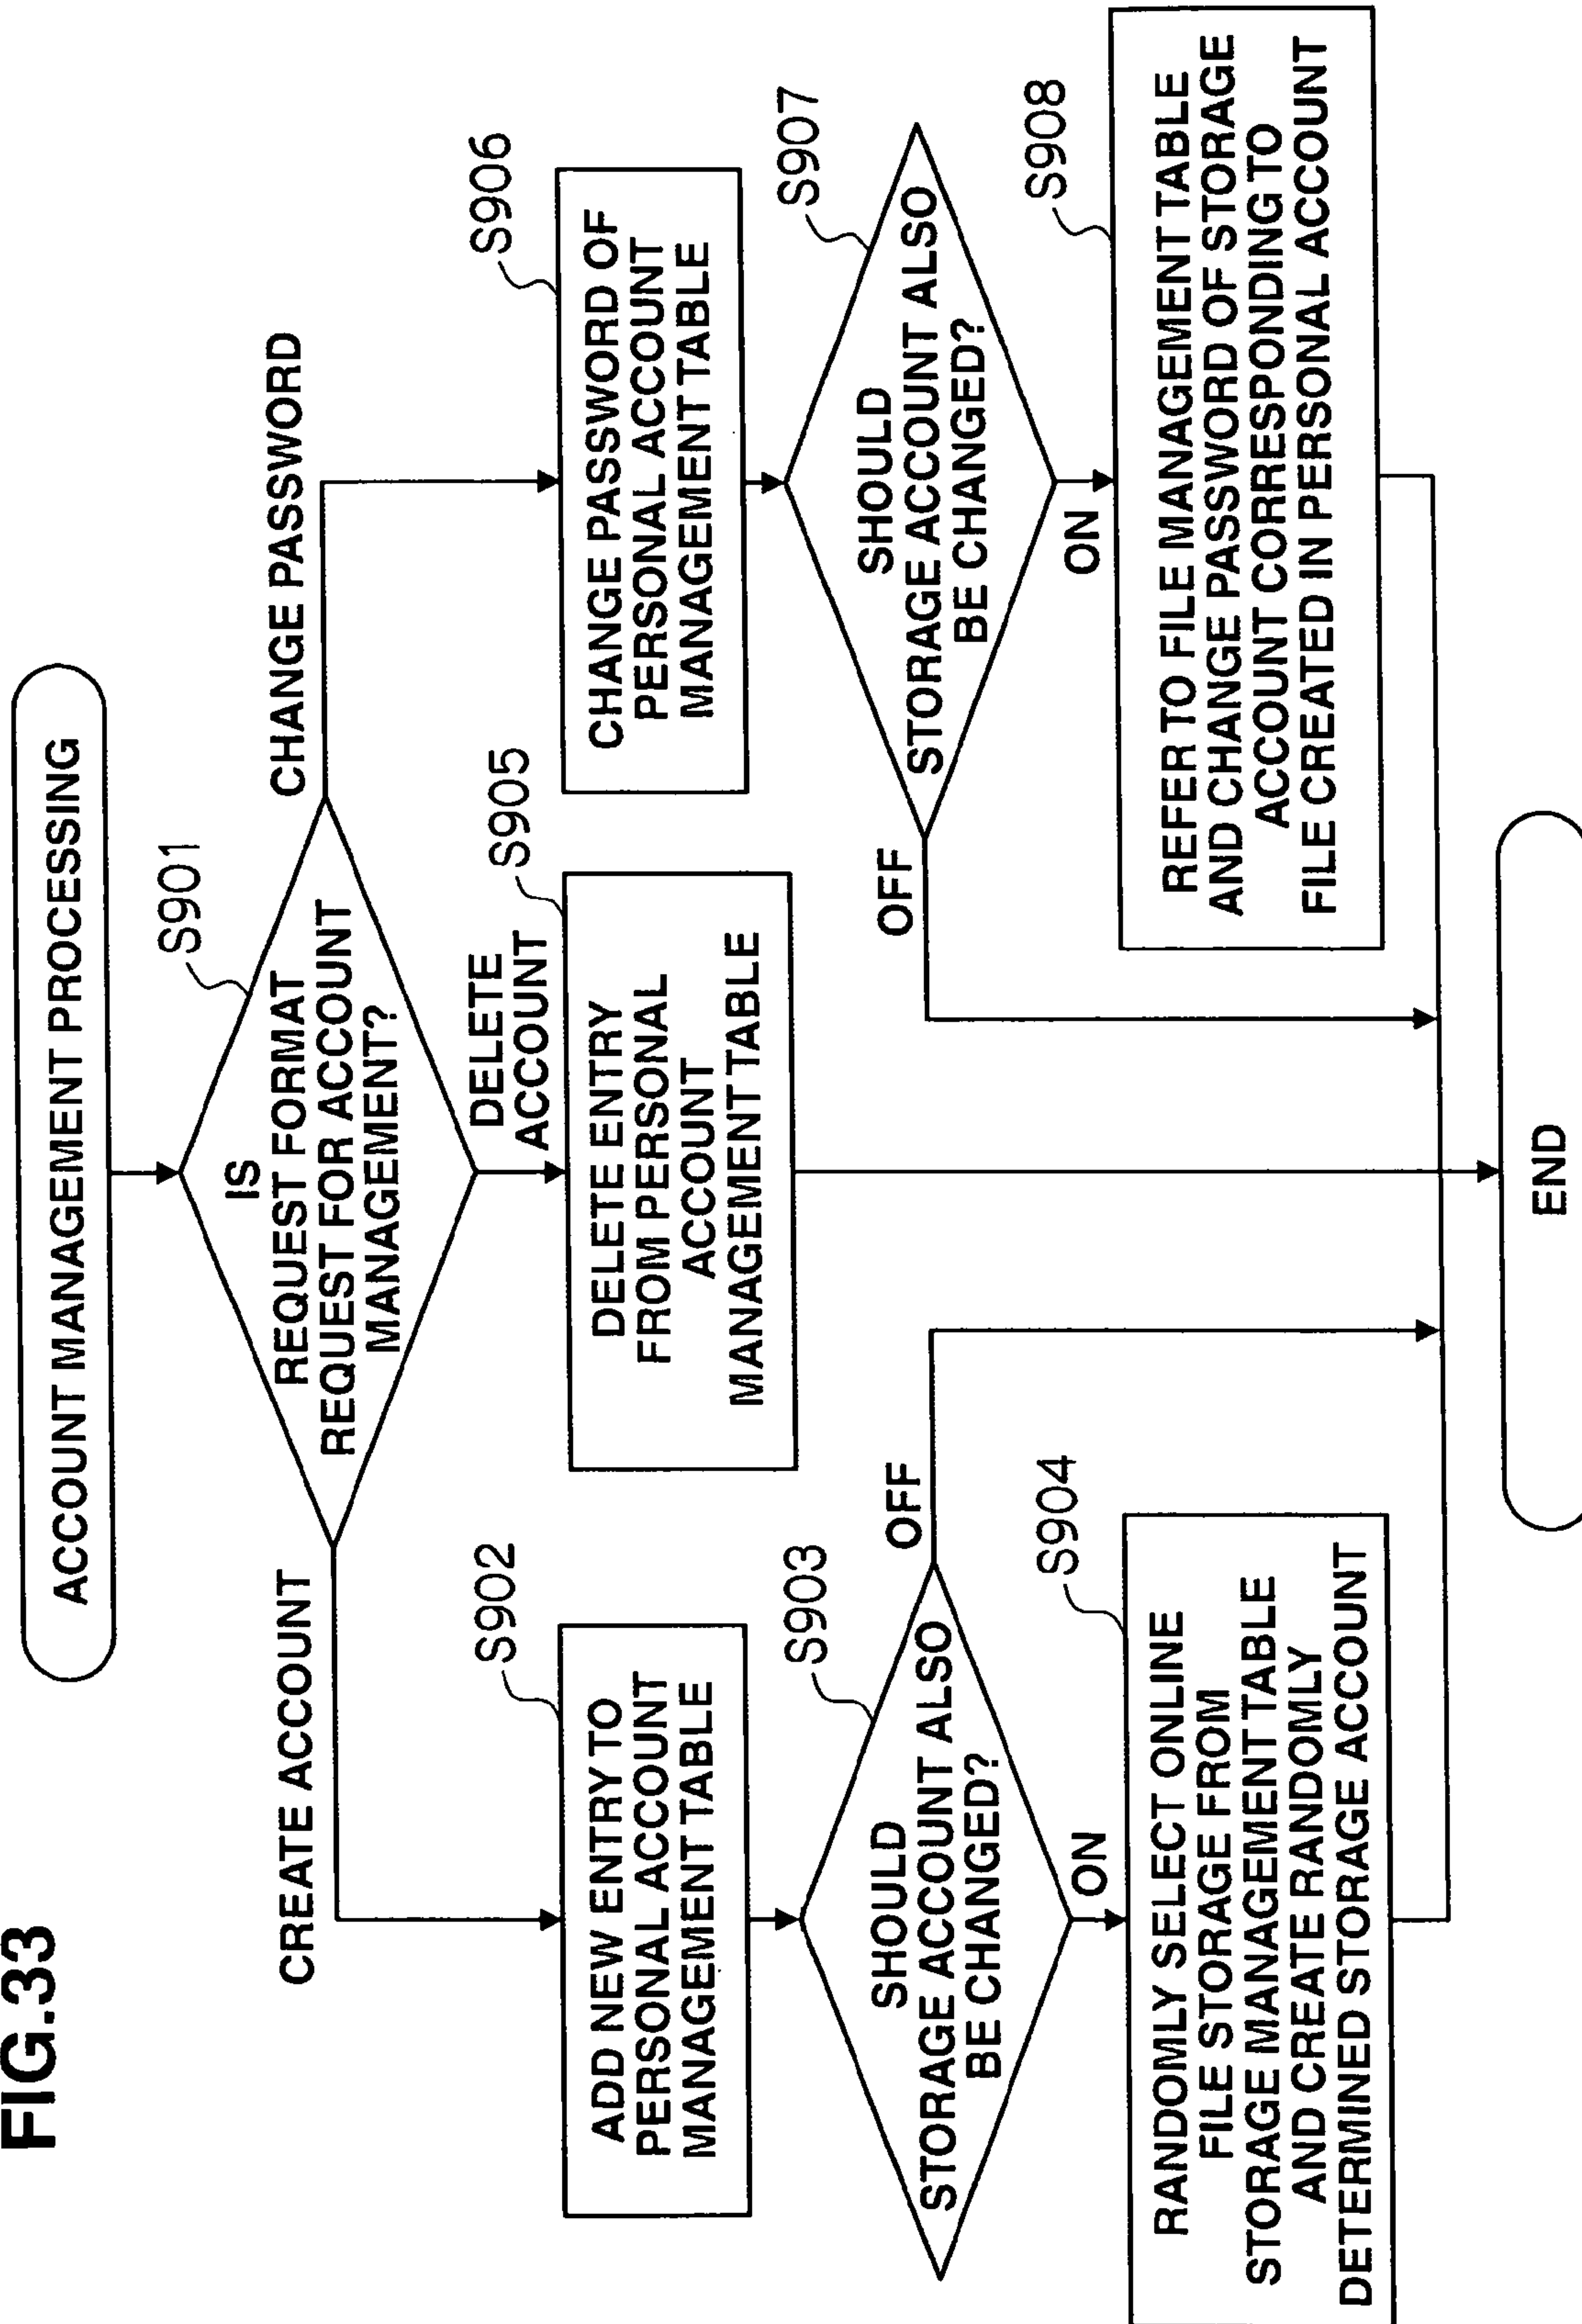 FIG.33
ACCOUNT MANAGEMENT PROCESSING
S901
IS
REQUEST FORMAT
REQUEST FOR ACCOUNT
MANAGEMENT?
CREATE ACCOUNT
DELETE
ACCOUNT
CHANGE PASSWORD
S902
ADD NEW ENTRY TO
PERSONAL ACCOUNT
MANAGEMENT TABLE
S903
SHOULD
STORAGE ACCOUNT ALSO
BE CHANGED?
OFF
ON
S904
RANDOMLY SELECT ONLINE
FILE STORAGE FROM
STORAGE MANAGEMENT TABLE
AND CREATE RANDOMLY
DETERMINED STORAGE ACCOUNT
S905
DELETE ENTRY
FROM PERSONAL
ACCOUNT
MANAGEMENT TABLE
S906
CHANGE PASSWORD OF
PERSONAL ACCOUNT
MANAGEMENT TABLE
S907
SHOULD
STORAGE ACCOUNT ALSO
BE CHANGED?
OFF
ON
S908
REFER TO FILE MANAGEMENT TABLE
AND CHANGE PASSWORD OF STORAGE
ACCOUNT CORRESPONDING TO
FILE CREATED IN PERSONAL ACCOUNT
END